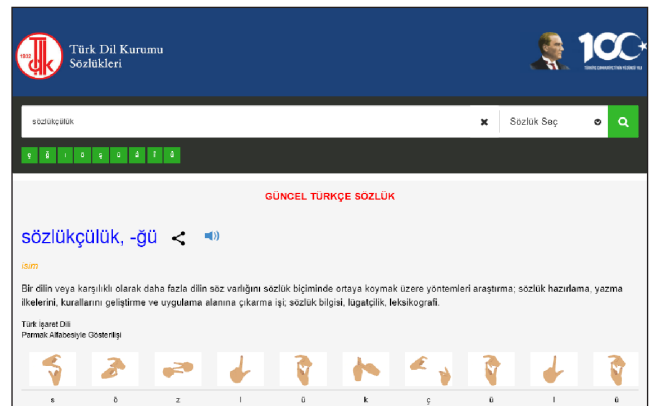 1932
Türk Dil Kurumu
Sözlükleri
100
sözlükçülük
Sözlük Seç
ç ğ ı ö ş ü â î û
GÜNCEL TÜRKÇE SÖZLÜK
sözlükçülük, -ğü
isim
Bir dilin veya karşılıklı olarak daha fazla dilin söz varlığını sözlük biçiminde ortaya koymak üzere yöntemleri araştırma; sözlük hazırlama, yazma
ilkelerini, kurallarını geliştirme ve uygulama alanına çıkarma işi; sözlük bilgisi, lügatçilik, leksikografi.
Türk İşaret Dili
Parmak Alfabesiyle Gösterilişi
s ö z l ü k ç ü l ü